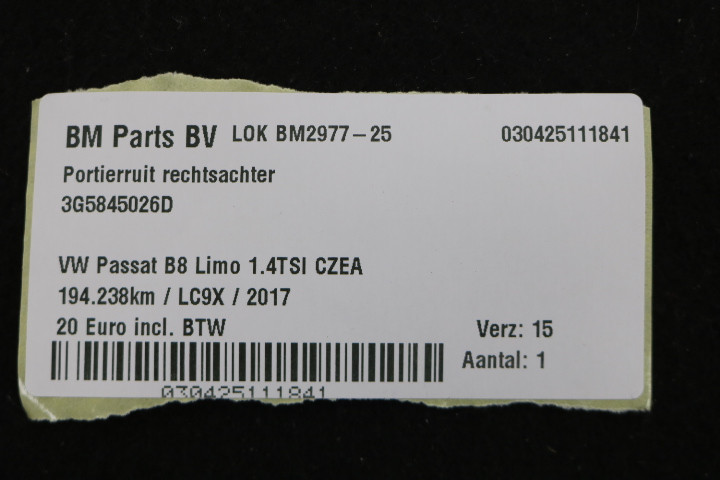 BM Parts BV LOK BM2977-25 030425111841
Portierruit rechtsachter
3G5845026D
VW Passat B8 Limo 1.4TSI CZEA
194.238km / LC9X / 2017
20 Euro incl. BTW Verz: 15
Aantal: 1
030425111841